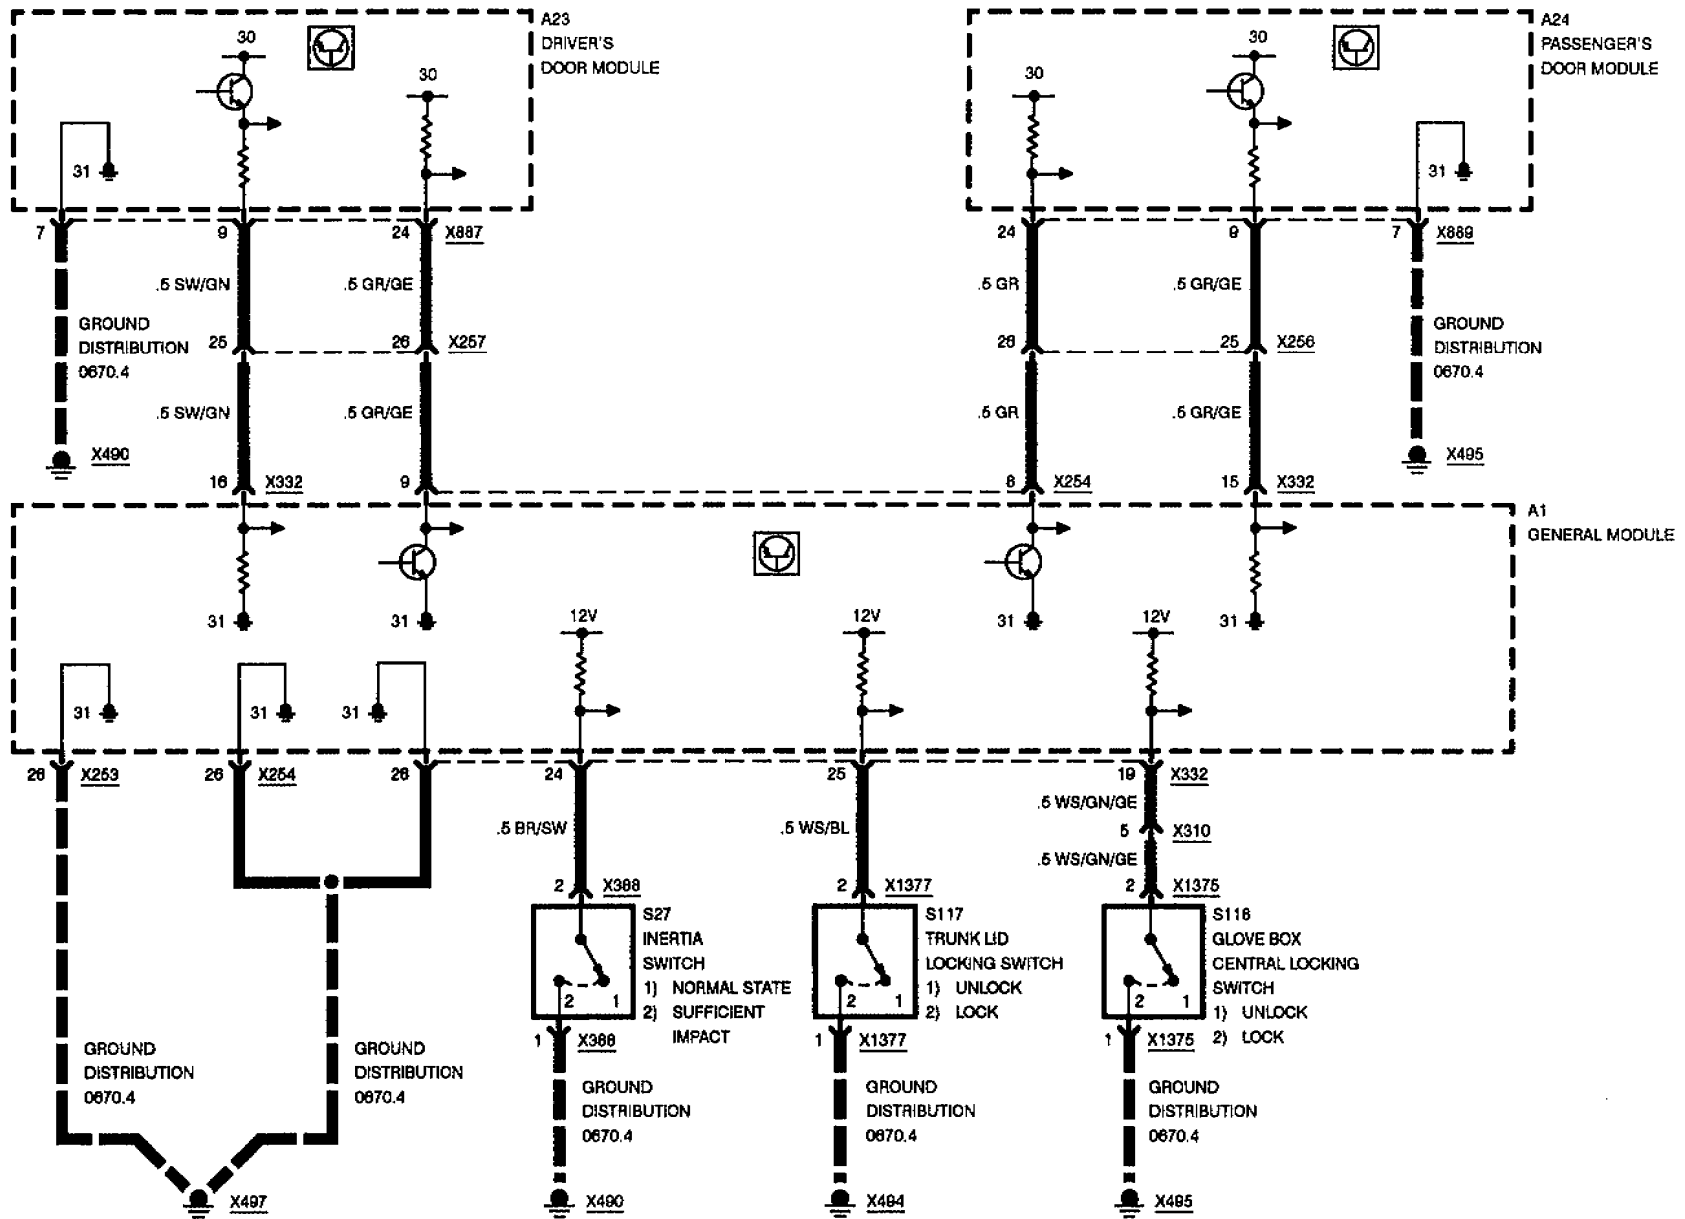 A23
DRIVER'S
DOOR MODULE
30
30
31
A24
PASSENGER'S
DOOR MODULE
30
30
31
7
9
24
X887
24
9
7
X889
.5 SW/GN
.5 GR/GE
.5 GR
.5 GR/GE
GROUND
DISTRIBUTION
0670.4
25
26
X257
26
25
X256
GROUND
DISTRIBUTION
0670.4
.5 SW/GN
.5 GR/GE
.5 GR
.5 GR/GE
X490
X495
16
X332
9
8
X254
15
X332
A1
GENERAL MODULE
31
31
31
31
12V
12V
12V
31
31
31
26
X253
26
X254
26
24
25
19
X332
.5 BR/SW
.5 WS/BL
.5 WS/GN/GE
5
X310
.5 WS/GN/GE
2
X388
2
X1377
2
X1375
S27
INERTIA
SWITCH
1) NORMAL STATE
2) SUFFICIENT
IMPACT
2
1
S117
TRUNK LID
LOCKING SWITCH
1) UNLOCK
2) LOCK
2
1
S118
GLOVE BOX
CENTRAL LOCKING
SWITCH
1) UNLOCK
2) LOCK
2
1
1
X388
1
X1377
1
X1375
GROUND
DISTRIBUTION
0670.4
GROUND
DISTRIBUTION
0670.4
GROUND
DISTRIBUTION
0670.4
GROUND
DISTRIBUTION
0670.4
GROUND
DISTRIBUTION
0670.4
X497
X490
X494
X495